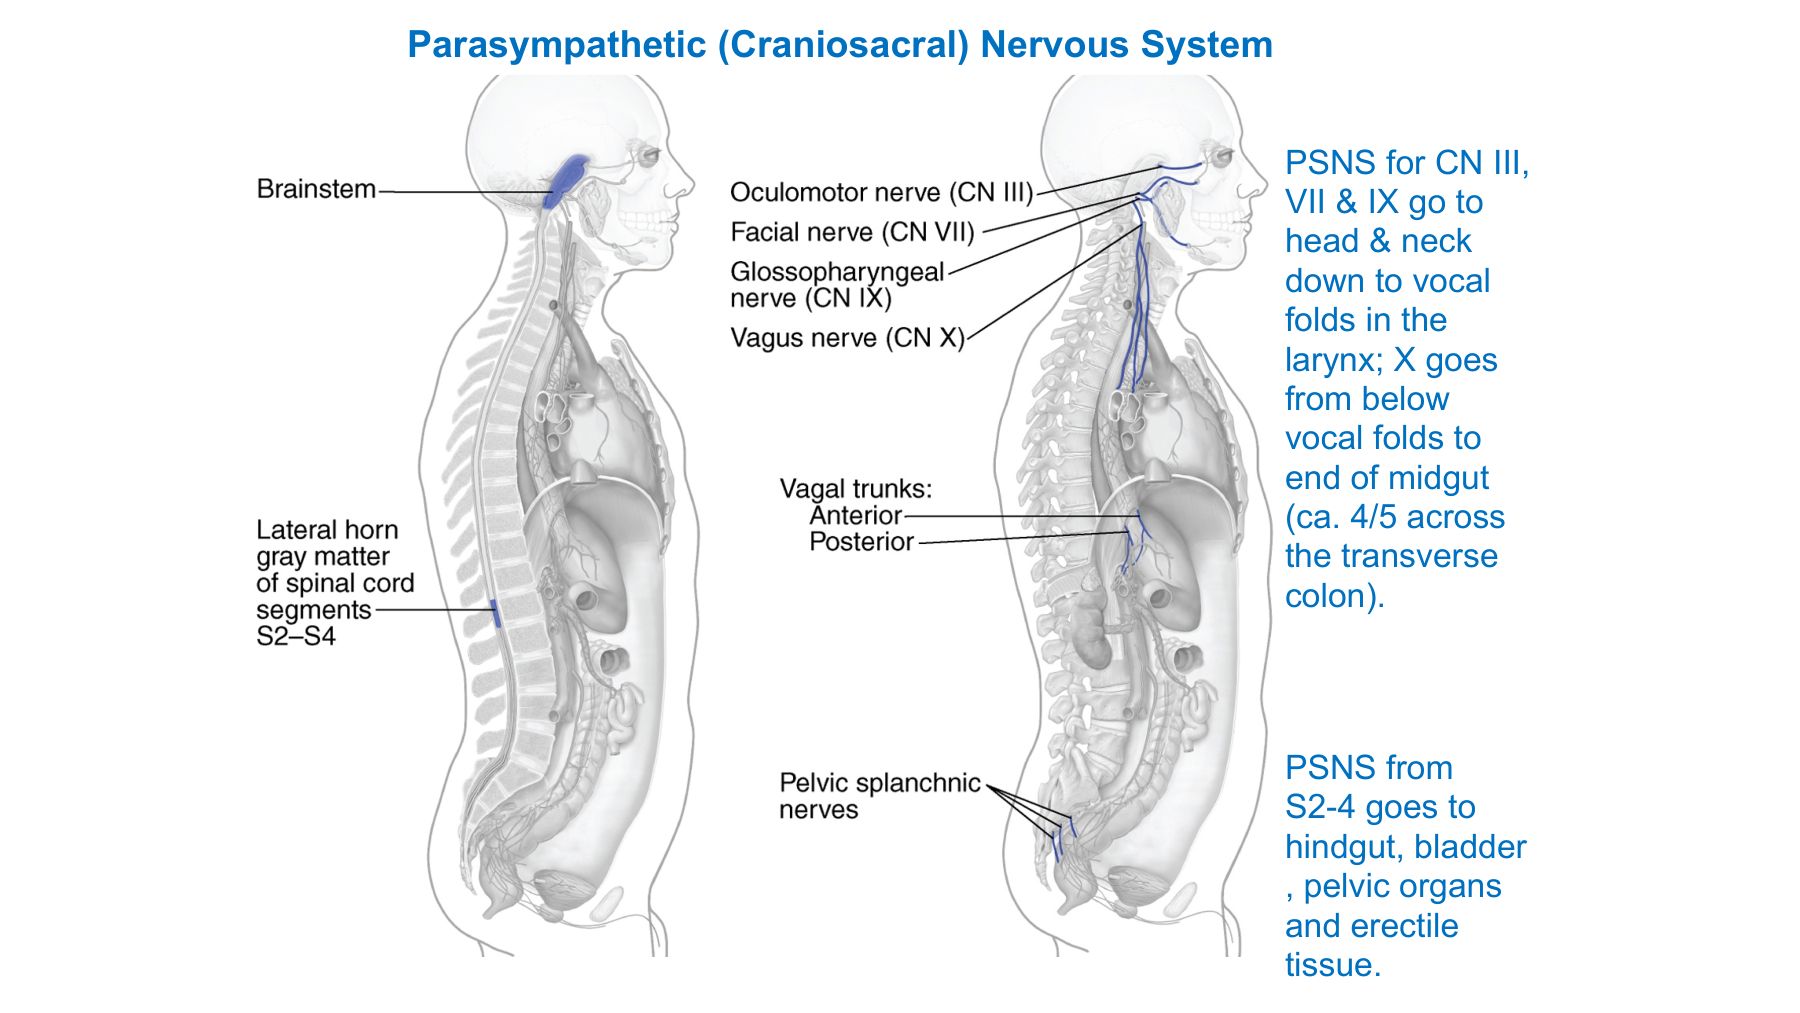 Parasympathetic (Craniosacral) Nervous System
Brainstem
Lateral horn
gray matter
of spinal cord
segments
S2–S4
Oculomotor nerve (CN III)
Facial nerve (CN VII)
Glossopharyngeal
nerve (CN IX)
Vagus nerve (CN X)
Vagal trunks:
Anterior
Posterior
Pelvic splanchnic
nerves
PSNS for CN III,
VII & IX go to
head & neck
down to vocal
folds in the
larynx; X goes
from below
vocal folds to
end of midgut
(ca. 4/5 across
the transverse
colon).
PSNS from
S2-4 goes to
hindgut, bladder
, pelvic organs
and erectile
tissue.